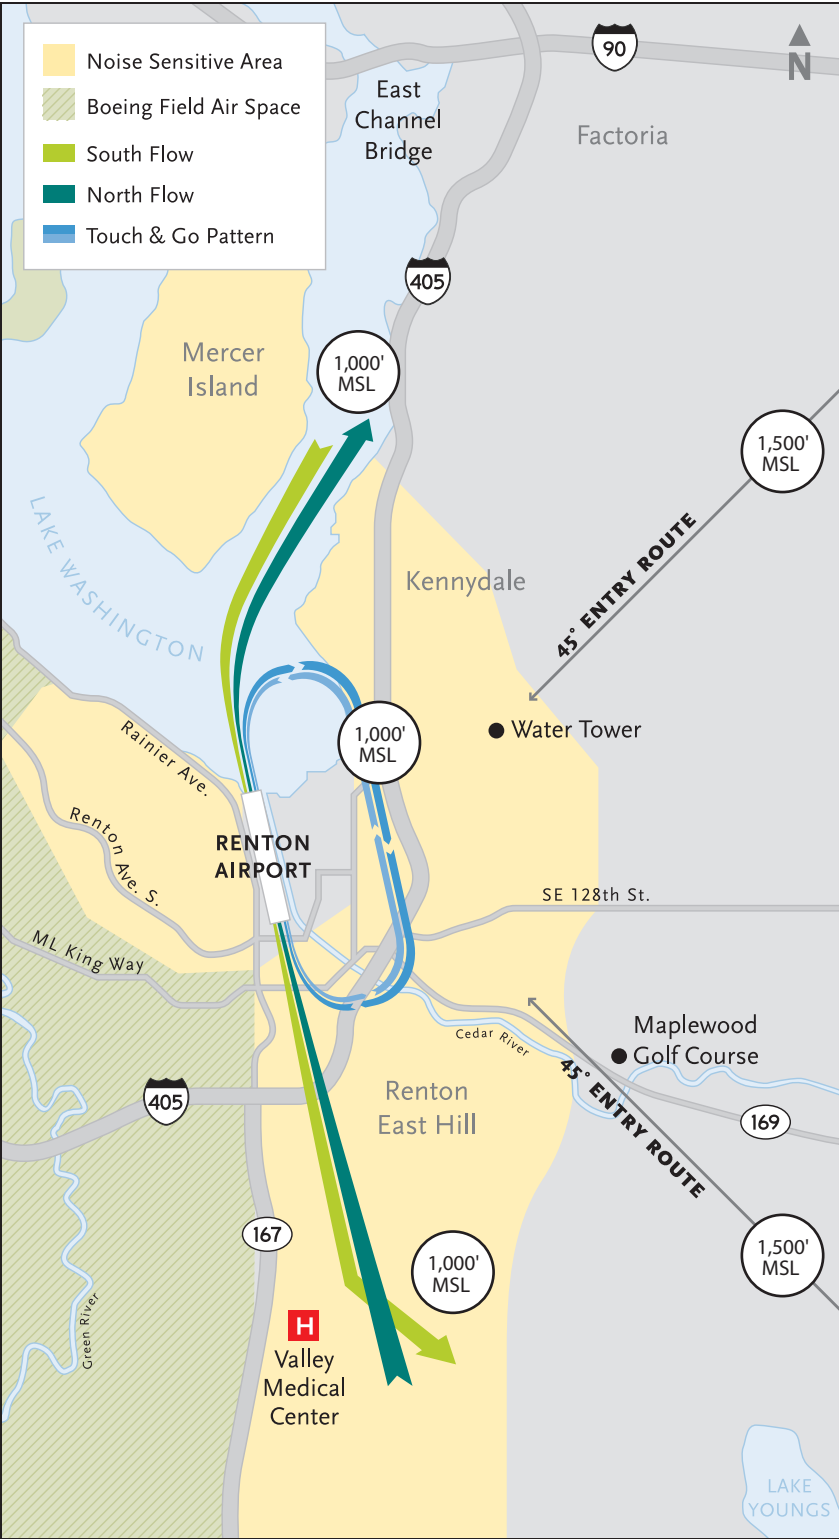 Noise Sensitive Area
Boeing Field Air Space
South Flow
North Flow
Touch & Go Pattern
90
N
East
Channel
Bridge
Factoria
405
Mercer
Island
1,000'
MSL
1,500'
MSL
LAKE WASHINGTON
45° ENTRY ROUTE
Kennydale
Water Tower
1,000'
MSL
Rainier Ave.
Renton Ave. S.
RENTON
AIRPORT
SE 128th St.
ML King Way
Cedar River
Maplewood
Golf Course
45° ENTRY ROUTE
405
Renton
East Hill
169
167
1,000'
MSL
1,500'
MSL
Green River
H
Valley
Medical
Center
LAKE
YOUNGS